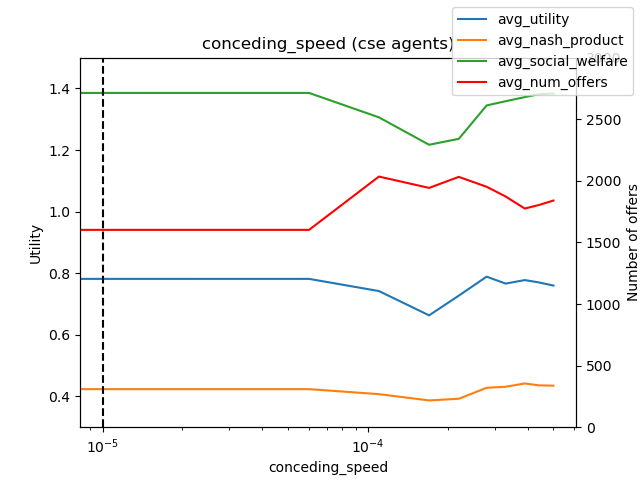 conceding_speed (cse agents)
avg_utility
avg_nash_product
avg_social_welfare
avg_num_offers
Utility
1.4
1.2
1.0
0.8
0.6
0.4
3000
2500
2000
1500
1000
500
0
Number of offers
10⁻⁵
10⁻⁴
conceding_speed